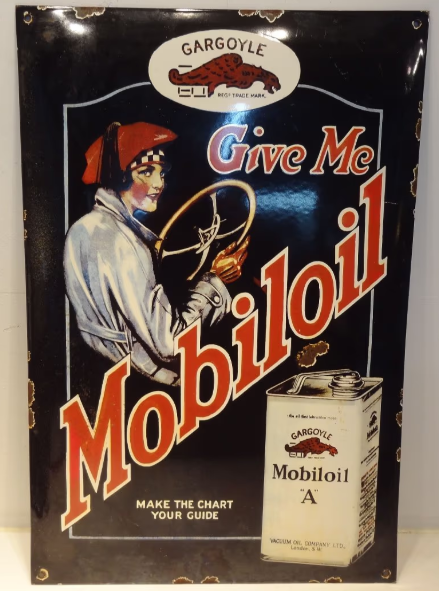 GARGOYLE
REGD TRADE MARK.
Give Me
Mobiloil
MAKE THE CHART
YOUR GUIDE
GARGOYLE
Mobiloil
"A"
VACUUM OIL COMPANY LTD.,
London, S.W.